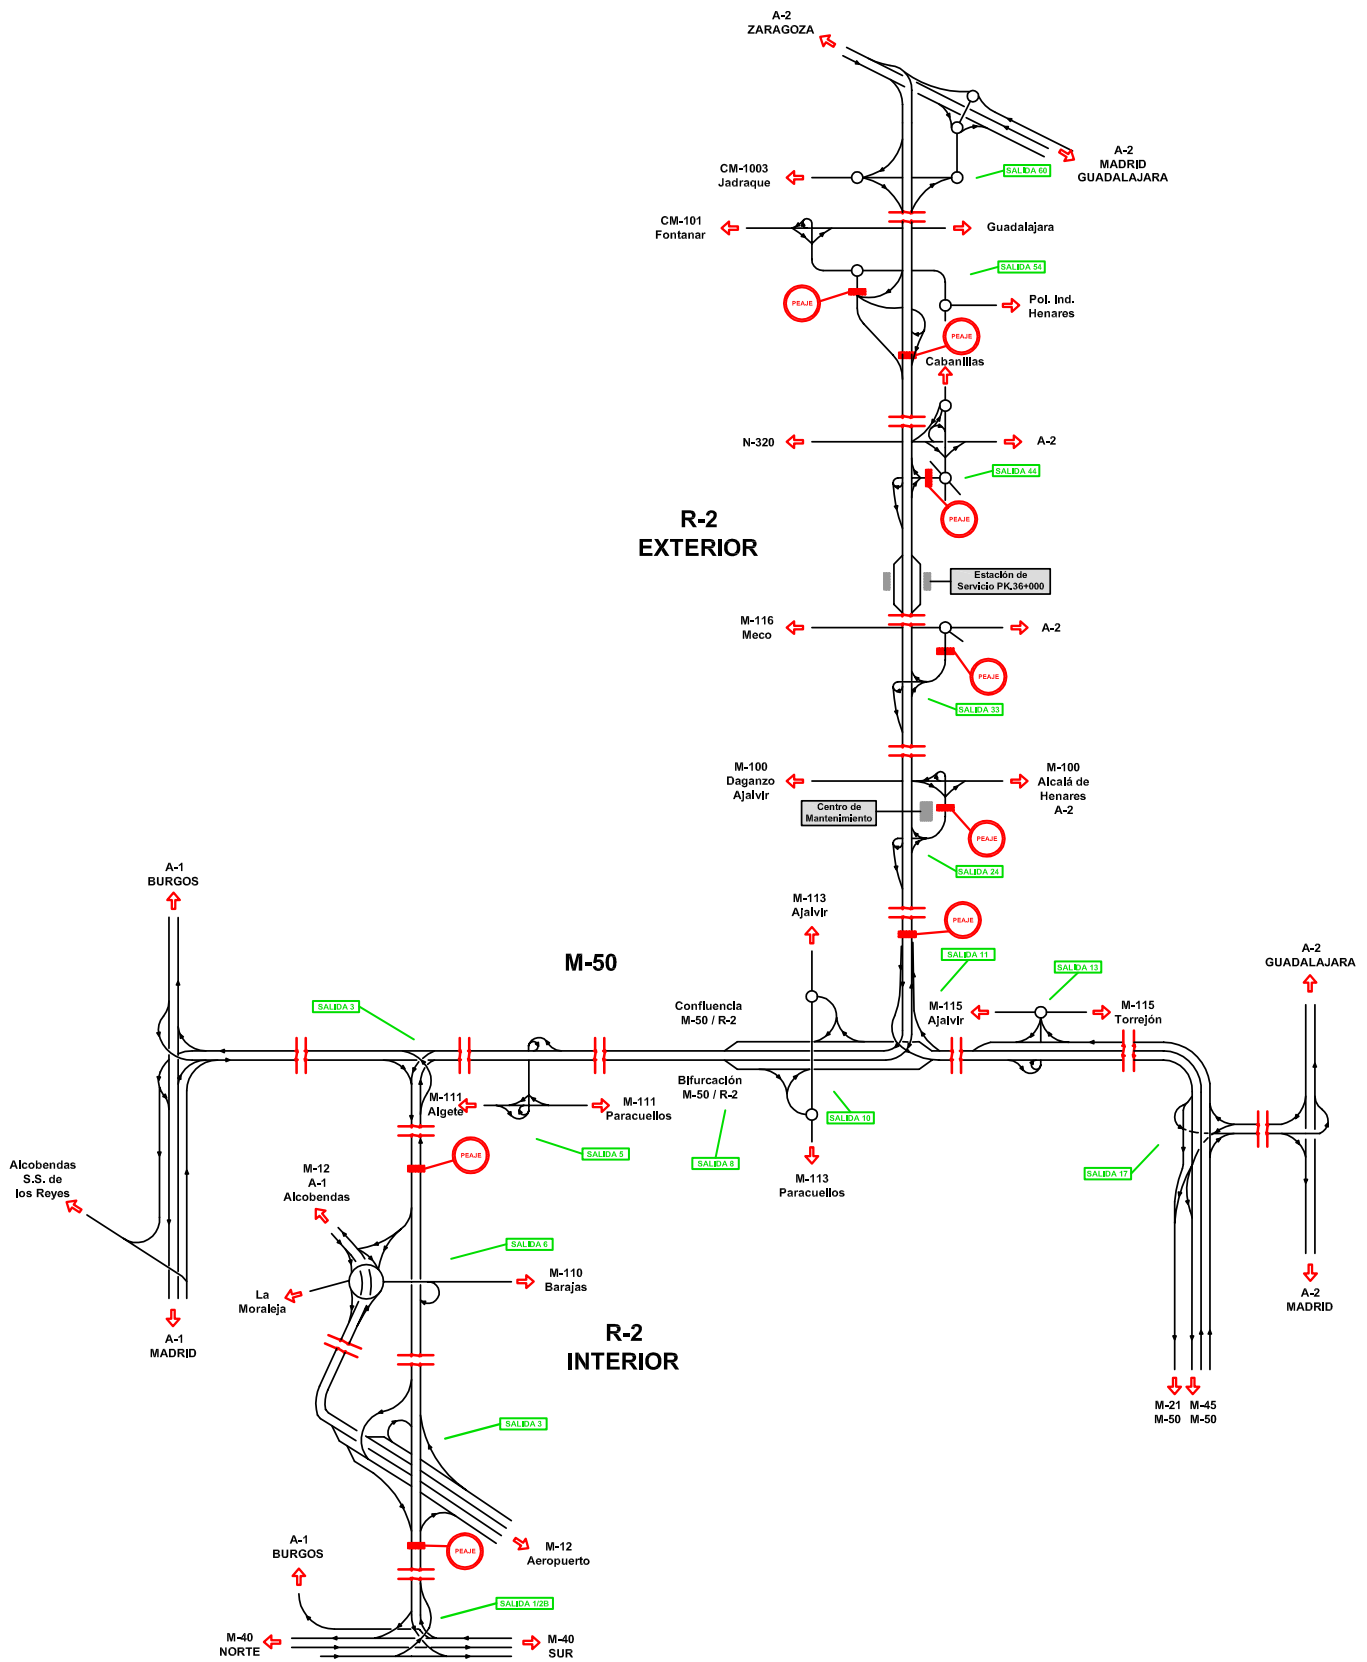 A-2
ZARAGOZA
A-2
MADRID
GUADALAJARA
CM-1003
Jadraque
SALIDA 60
CM-101
Fontanar
Guadalajara
SALIDA 54
PEAJE
Pol. Ind.
Henares
PEAJE
Cabanillas
N-320
A-2
SALIDA 44
PEAJE
R-2
EXTERIOR
Estación de
Servicio PK.36+000
M-116
Meco
A-2
PEAJE
SALIDA 33
M-100
Daganzo
Ajalvir
M-100
Alcalá de
Henares
A-2
Centro de
Mantenimiento
PEAJE
SALIDA 24
A-1
BURGOS
M-113
Ajalvir
PEAJE
M-50
SALIDA 11
SALIDA 13
A-2
GUADALAJARA
SALIDA 3
Confluencia
M-50 / R-2
M-115
Ajalvir
M-115
Torrejón
Bifurcación
M-50 / R-2
M-111
Algete
M-111
Paracuellos
SALIDA 10
SALIDA 5
SALIDA 8
SALIDA 17
PEAJE
M-113
Paracuellos
Alcobendas
S.S. de
los Reyes
M-12
A-1
Alcobendas
SALIDA 6
M-110
Barajas
La
Moraleja
A-2
MADRID
A-1
MADRID
R-2
INTERIOR
M-21
M-50
M-45
M-50
SALIDA 3
A-1
BURGOS
PEAJE
M-12
Aeropuerto
SALIDA 1/2B
M-40
NORTE
M-40
SUR